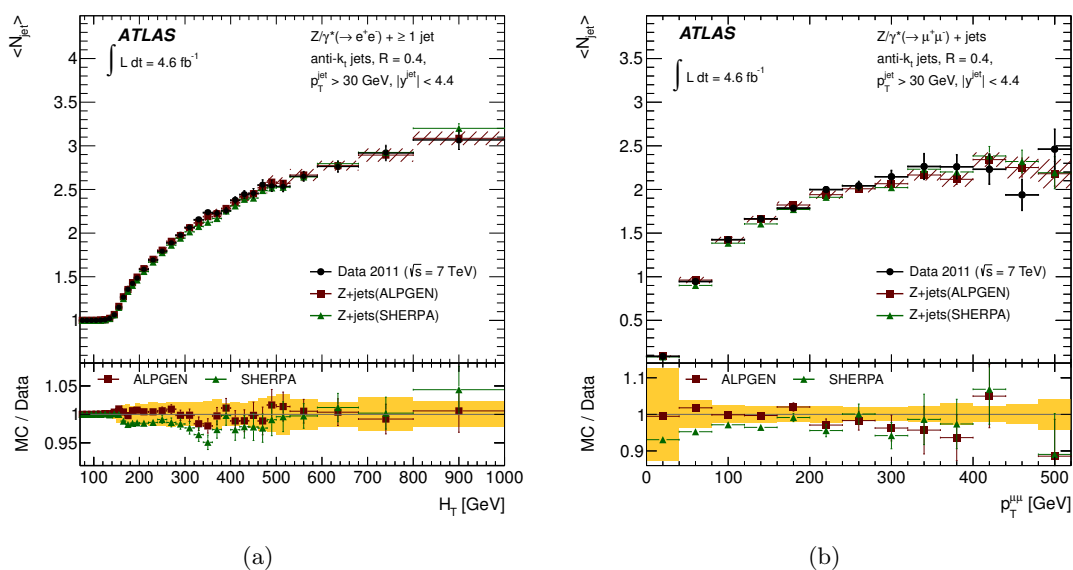 <N_jet>
ATLAS
∫ L dt = 4.6 fb⁻¹
Z/γ*(→ e⁺e⁻) + ≥ 1 jet
anti-k_t jets, R = 0.4,
p_T^jet > 30 GeV, |y^jet| < 4.4
4
3.5
3
2.5
2
1.5
1
Data 2011 (√s = 7 TeV)
Z+jets(ALPGEN)
Z+jets(SHERPA)
MC / Data
ALPGEN
SHERPA
1.05
1
0.95
100 200 300 400 500 600 700 800 900 1000
H_T [GeV]
(a)
<N_jet>
ATLAS
∫ L dt = 4.6 fb⁻¹
Z/γ*(→ μ⁺μ⁻) + jets
anti-k_t jets, R = 0.4,
p_T^jet > 30 GeV, |y^jet| < 4.4
4
3.5
3
2.5
2
1.5
1
0.5
Data 2011 (√s = 7 TeV)
Z+jets(ALPGEN)
Z+jets(SHERPA)
MC / Data
ALPGEN
SHERPA
1.1
1
0.9
0 100 200 300 400 500
p_T^μμ [GeV]
(b)